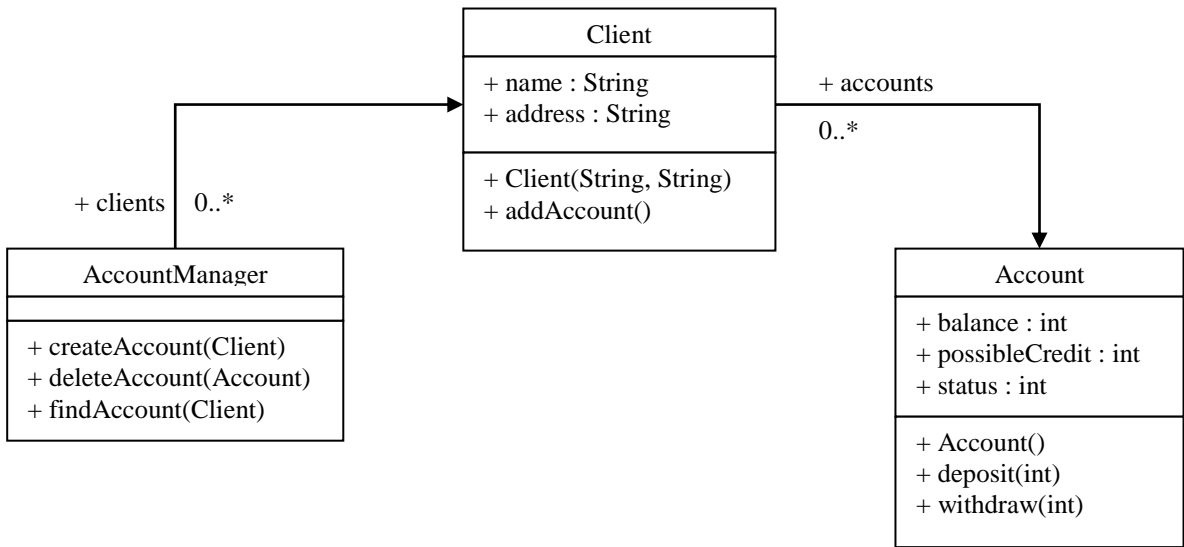 Client
+ name : String
+ address : String
+ Client(String, String)
+ addAccount()
+ accounts
0..*
+ clients
0..*
AccountManager
+ createAccount(Client)
+ deleteAccount(Account)
+ findAccount(Client)
Account
+ balance : int
+ possibleCredit : int
+ status : int
+ Account()
+ deposit(int)
+ withdraw(int)